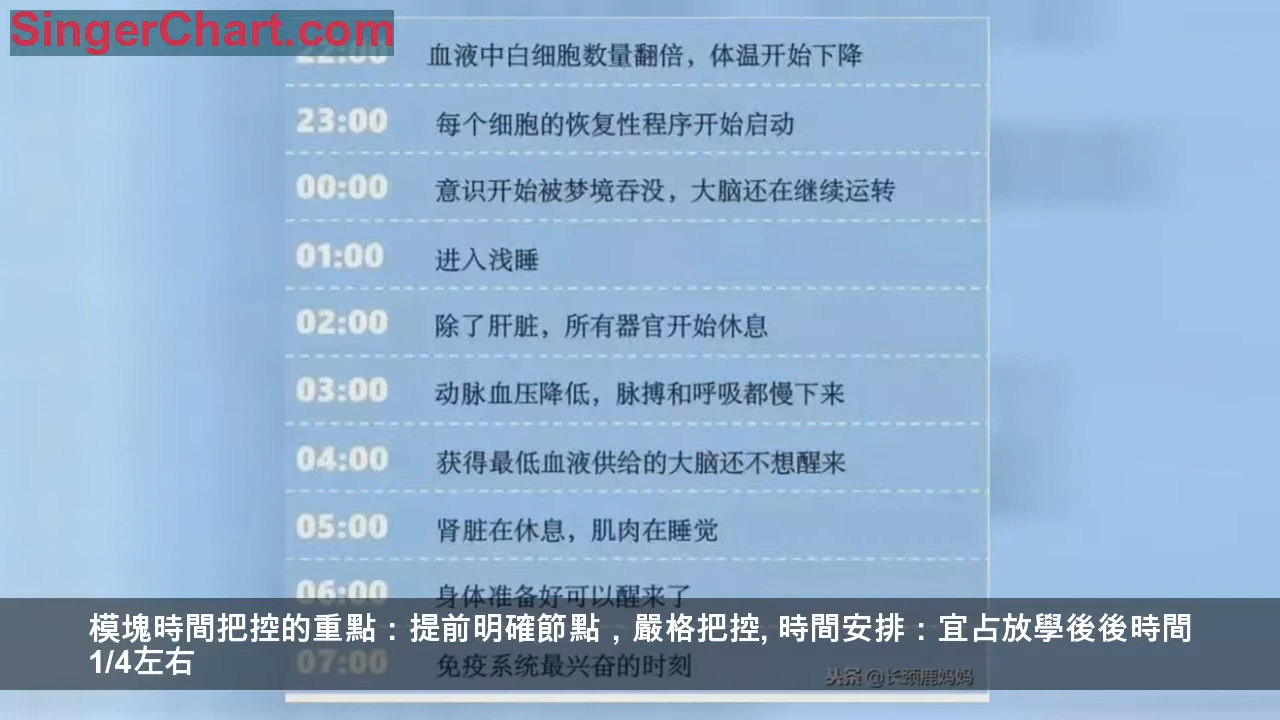 SingerChart.com
22:00 血液中白细胞数量翻倍，体温开始下降
23:00 每个细胞的恢复性程序开始启动
00:00 意识开始被梦境吞没，大脑还在继续运转
01:00 进入浅睡
02:00 除了肝脏，所有器官开始休息
03:00 动脉血压降低，脉搏和呼吸都慢下来
04:00 获得最低血液供给的大脑还不想醒来
05:00 肾脏在休息，肌肉在睡觉
06:00 身体准备好可以醒来了
模塊時間把控的重點：提前明確節點，嚴格把控, 時間安排：宜占放學後後時間
1/4左右
07:00 免疫系统最兴奋的时刻
头条 @长颈鹿妈妈